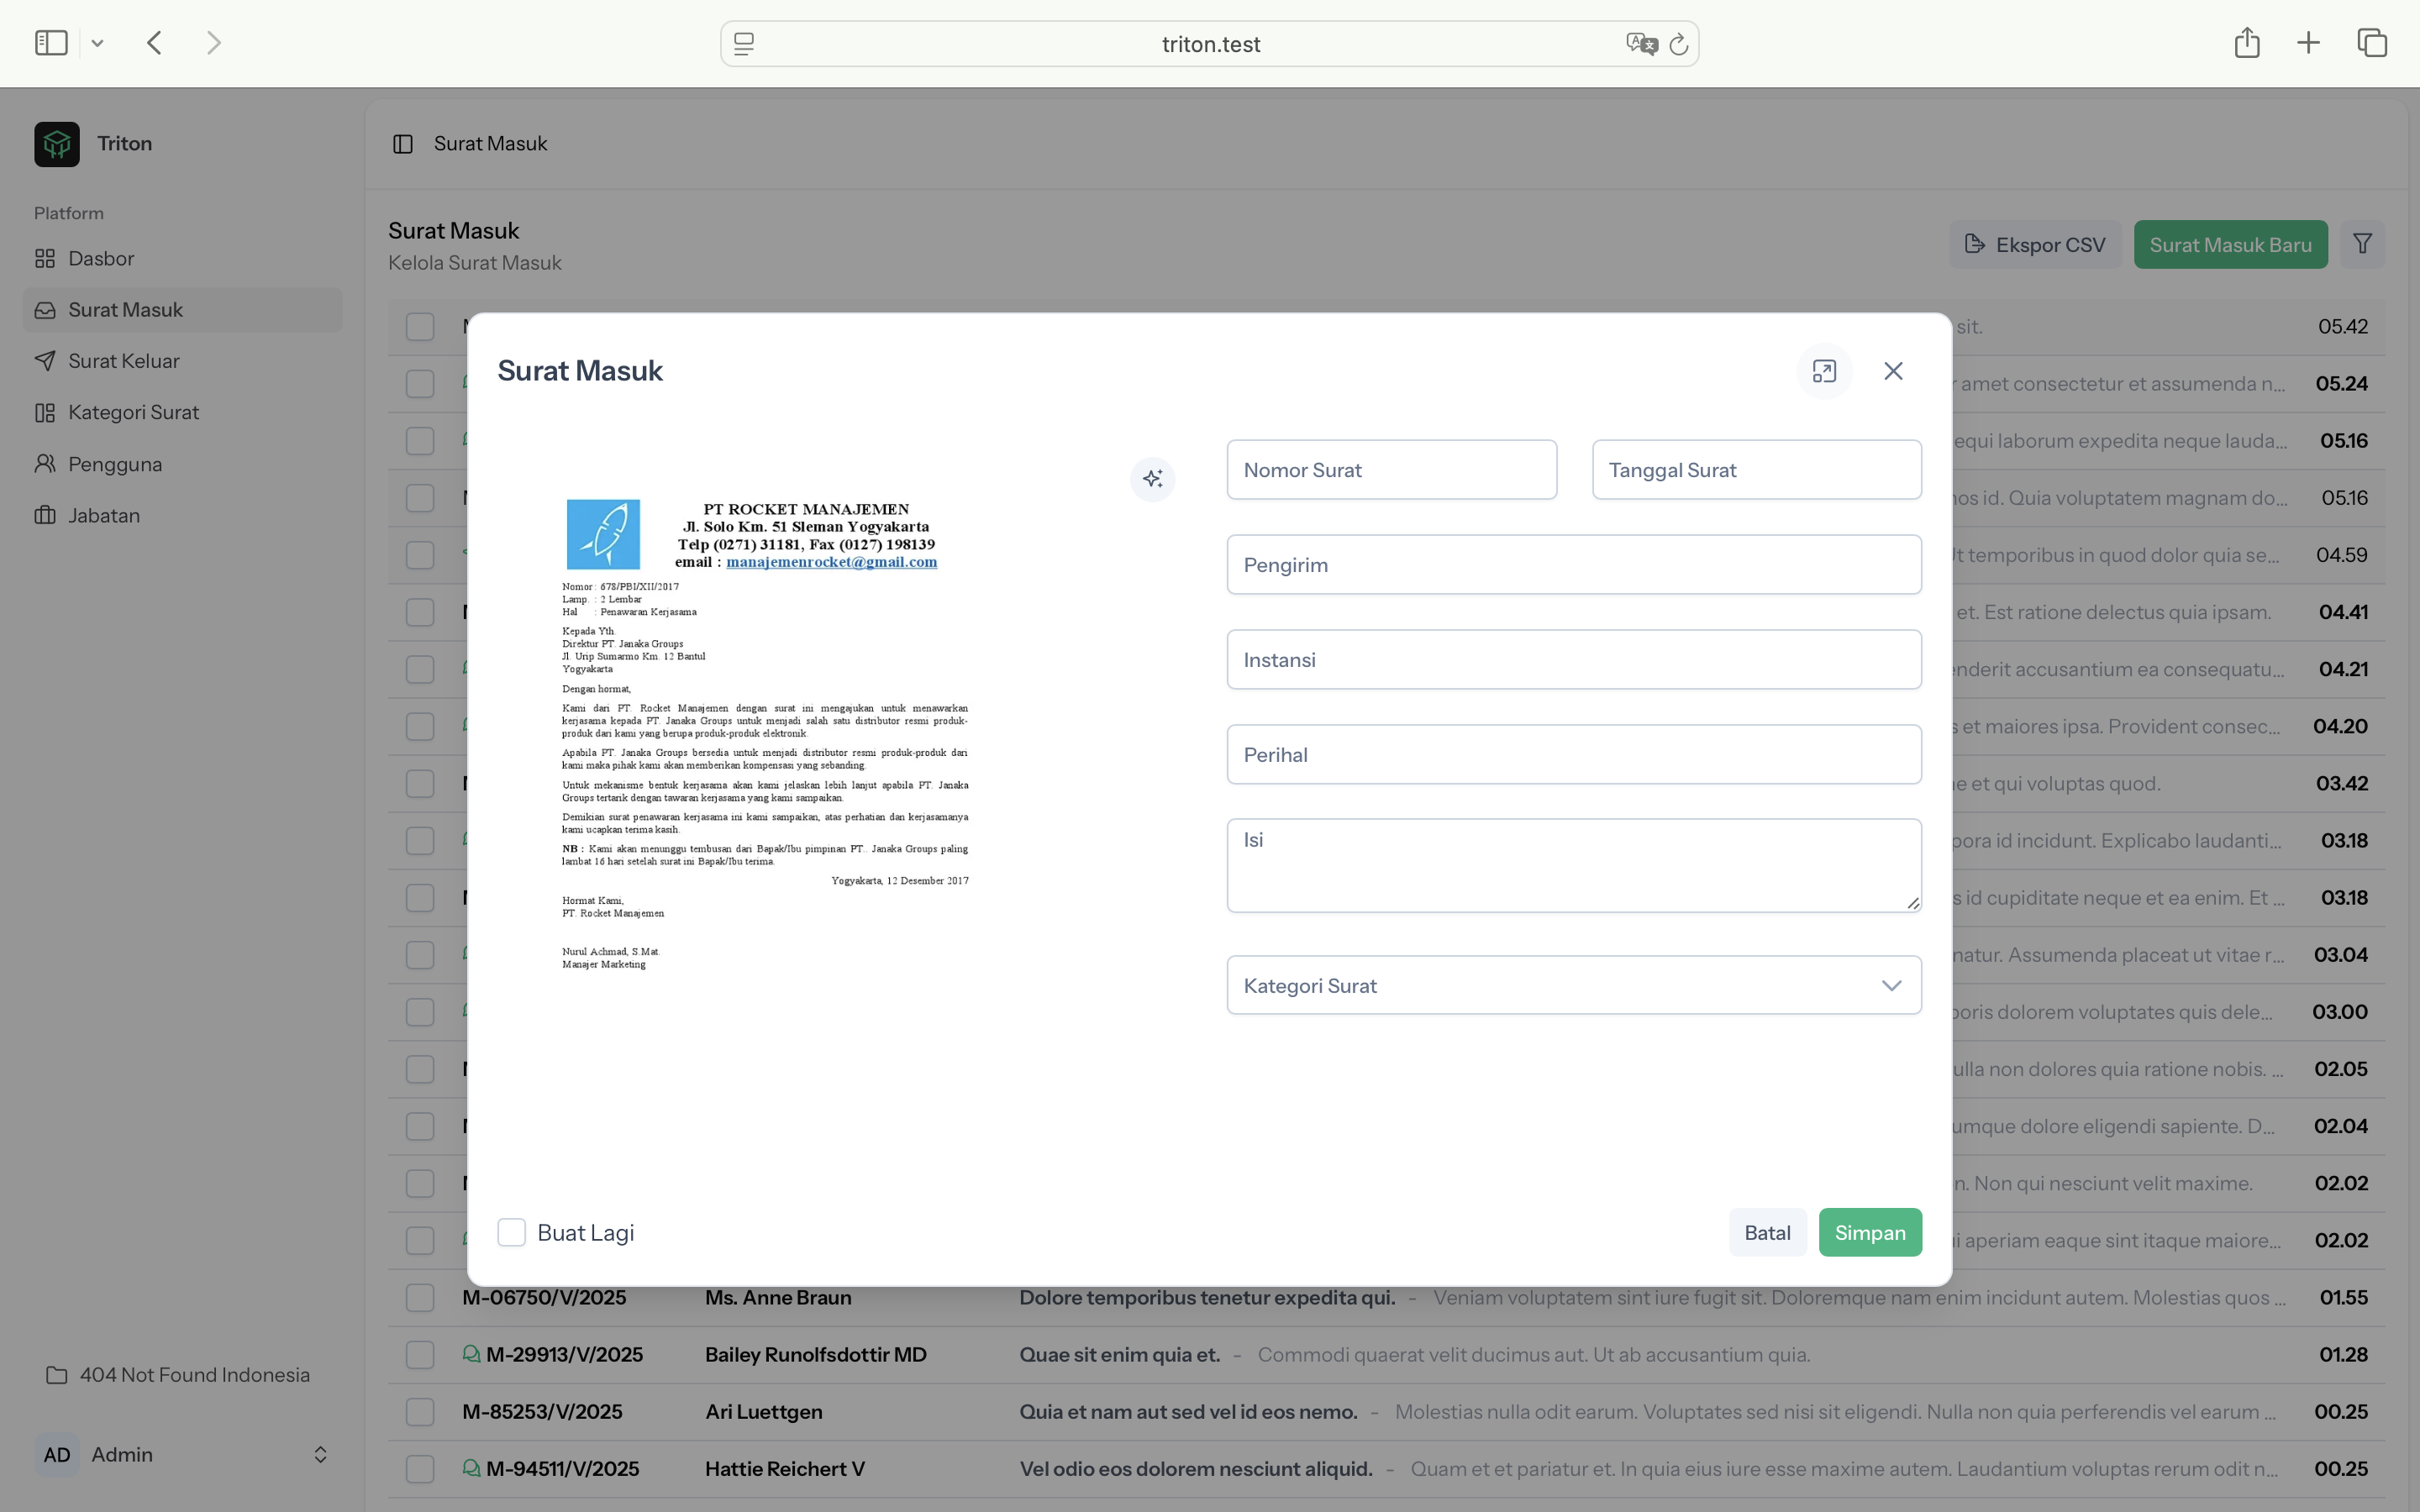 triton.test
Triton
Surat Masuk
Platform
Dasbor
Surat Masuk
Surat Keluar
Kategori Surat
Pengguna
Jabatan
404 Not Found Indonesia
AD Admin
Surat Masuk
Kelola Surat Masuk
Ekspor CSV
Surat Masuk Baru
Surat Masuk
PT ROCKET MANAJEMEN
Jl. Solo Km. 51 Sleman Yogyakarta
Telp (0271) 31181, Fax (0127) 198139
email : manajemenrocket@gmail.com
Nomor : 678/PBI/XII/2017
Lamp. : 2 Lembar
Hal : Penawaran Kerjasama
Kepada Yth.
Direktur PT. Janaka Groups
Jl. Urip Sumarmo Km. 12 Bantul
Yogyakarta
Dengan hormat,
Kami dari PT. Rocket Manajemen dengan surat ini mengajukan untuk menawarkan
kerjasama kepada PT. Janaka Groups untuk menjadi salah satu distributor resmi produk-
produk dari kami yang berupa produk-produk elektronik.
Apabila PT. Janaka Groups bersedia untuk menjadi distributor resmi produk-produk dari
kami maka pihak kami akan memberikan kompensasi yang sebanding.
Untuk mekanisme bentuk kerjasama akan kami jelaskan lebih lanjut apabila PT. Janaka
Groups tertarik dengan tawaran kerjasama yang kami sampaikan.
Demikian surat penawaran kerjasama ini kami sampaikan, atas perhatian dan kerjasamanya
kami ucapkan terima kasih.
NB : Kami akan menunggu tembusan dari Bapak/Ibu pimpinan PT.. Janaka Groups paling
lambat 16 hari setelah surat ini Bapak/Ibu terima.
Yogyakarta, 12 Desember 2017
Hormat Kami,
PT. Rocket Manajemen
Nurul Achmad, S.Mat.
Manajer Marketing
Nomor Surat
Tanggal Surat
Pengirim
Instansi
Perihal
Isi
Kategori Surat
Buat Lagi
Batal
Simpan
sit. 05.42
amet consectetur et assumenda n... 05.24
equi laborum expedita neque lauda... 05.16
id. Quia voluptatem magnam do... 05.16
temporibus in quod dolor quia se... 04.59
et. Est ratione delectus quia ipsam. 04.41
accusantium ea consequatu... 04.21
et maiores ipsa. Provident consec... 04.20
et qui voluptas quod. 03.42
id incidunt. Explicabo laudanti... 03.18
id cupiditate neque et ea enim. Et ... 03.18
Assumenda placeat ut vitae r... 03.04
dolorem voluptates quis dele... 03.00
non dolores quia ratione nobis. ... 02.05
dolore eligendi sapiente. D... 02.04
Non qui nesciunt velit maxime. 02.02
aperiam eaque sint itaque maiore... 02.02
M-06750/V/2025 Ms. Anne Braun Dolore temporibus tenetur expedita qui. - Veniam voluptatem sint iure fugit sit. Doloremque nam enim incidunt autem. Molestias quos ... 01.55
M-29913/V/2025 Bailey Runolfsdottir MD Quae sit enim quia et. - Commodi quaerat velit ducimus aut. Ut ab accusantium quia. 01.28
M-85253/V/2025 Ari Luettgen Quia et nam aut sed vel id eos nemo. - Molestias nulla odit earum. Voluptates sed nisi sit eligendi. Nulla non quia perferendis vel earum ... 00.25
M-94511/V/2025 Hattie Reichert V Vel odio eos dolorem nesciunt aliquid. - Quam et et pariatur et. In quia eius iure esse maxime autem. Laudantium voluptas rerum odit n... 00.25